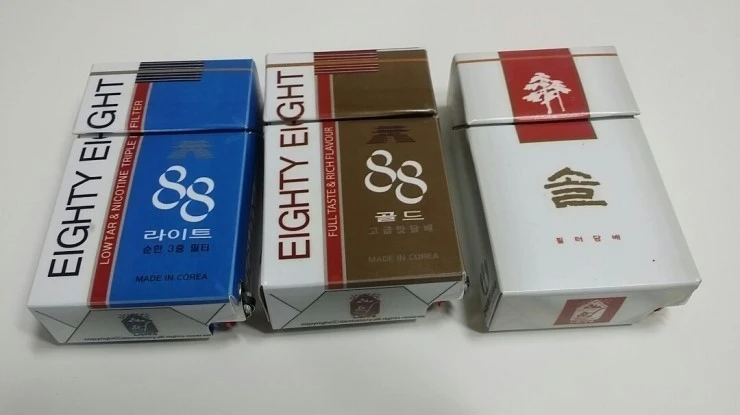 EIGHTY EIGHT
LOW TAR & NICOTINE TRIPLE FILTER
88
라이트
순한 3중 필터
MADE IN COREA
EIGHTY EIGHT
FULL TASTE & RICH FLAVOUR
88
골드
고급맛담배
MADE IN COREA
솔
필터담배